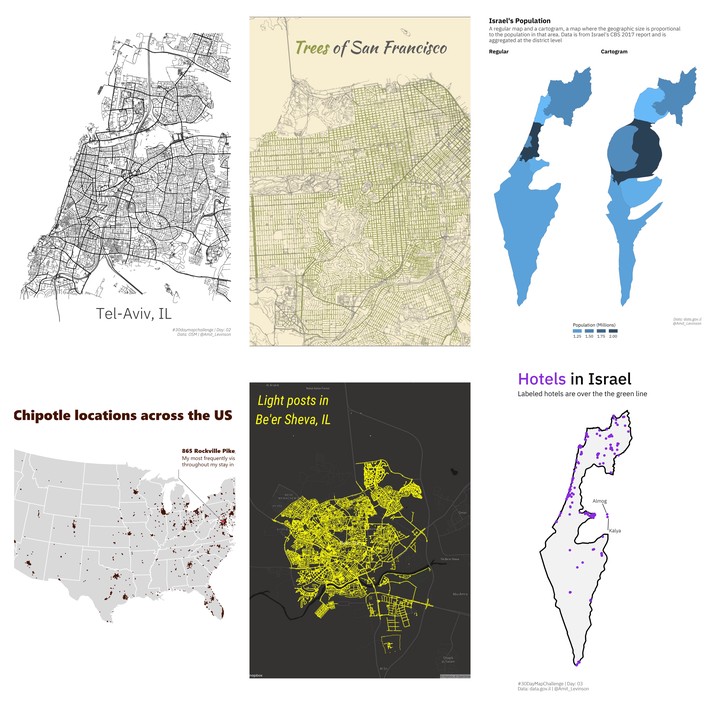 Tel-Aviv, IL
#30daymapchallenge | Day: 02
Data: OSM | @Amit_Levinson
Trees of San Francisco
Israel's Population
A regular map and a cartogram, a map where the geographic size is proportional
to the population in that area. Data is from Israel's CBS 2017 report and is
aggregated at the district level
Regular
Cartogram
Population (Millions)
1.25 1.50 1.75 2.00
Data: data.gov.il
@Amit_Levinson
Chipotle locations across the US
865 Rockville Pike
My most frequently vis
throughout my stay in
Light posts in
Be'er Sheva, IL
Hotels in Israel
Labeled hotels are over the the green line
Almog
Kalya
#30DayMapChallenge | Day: 03
Data: data.gov.il | @Amit_Levinson